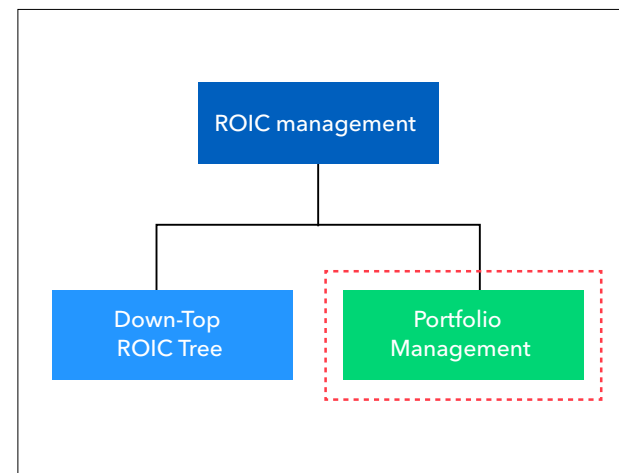 ROIC management
Down-Top
ROIC Tree
Portfolio
Management